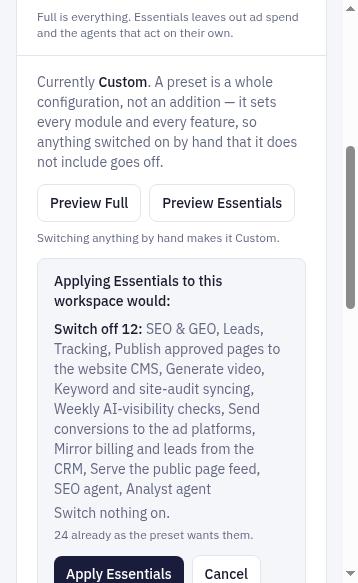 Full is everything. Essentials leaves out ad spend
and the agents that act on their own.
Currently Custom. A preset is a whole
configuration, not an addition — it sets
every module and every feature, so
anything switched on by hand that it does
not include goes off.
Preview Full
Preview Essentials
Switching anything by hand makes it Custom.
Applying Essentials to this
workspace would:
Switch off 12: SEO & GEO, Leads,
Tracking, Publish approved pages to
the website CMS, Generate video,
Keyword and site-audit syncing,
Weekly AI-visibility checks, Send
conversions to the ad platforms,
Mirror billing and leads from the
CRM, Serve the public page feed,
SEO agent, Analyst agent
Switch nothing on.
24 already as the preset wants them.
Apply Essentials
Cancel